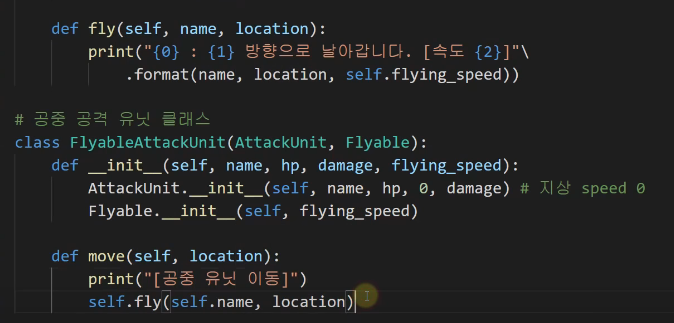 def fly(self, name, location):
print("{0} : {1} 방향으로 날아갑니다. [속도 {2}]"\
.format(name, location, self.flying_speed))
# 공중 공격 유닛 클래스
class FlyableAttackUnit(AttackUnit, Flyable):
def __init__(self, name, hp, damage, flying_speed):
AttackUnit.__init__(self, name, hp, 0, damage) # 지상 speed 0
Flyable.__init__(self, flying_speed)
def move(self, location):
print("[공중 유닛 이동]")
self.fly(self.name, location)